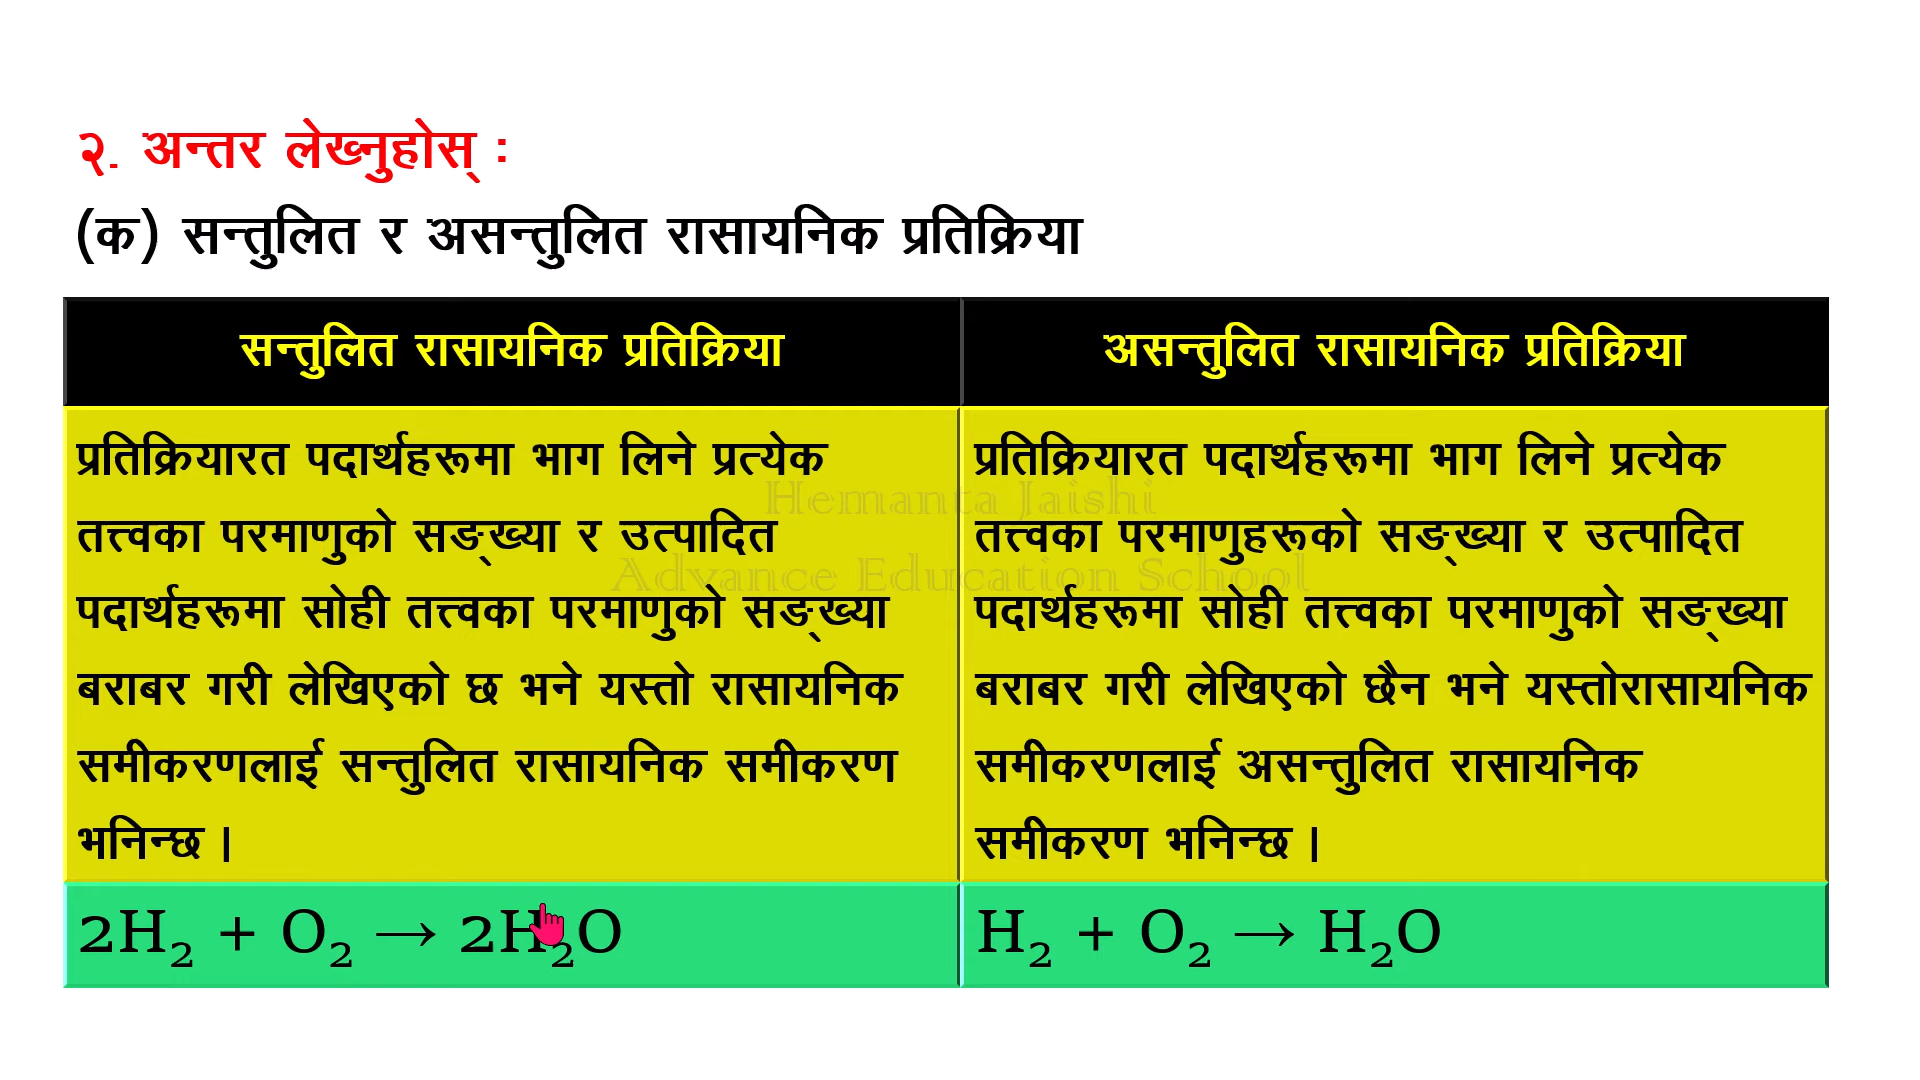 २. अन्तर लेख्नुहोस् :
(क) सन्तुलित र असन्तुलित रासायनिक प्रतिक्रिया
सन्तुलित रासायनिक प्रतिक्रिया
असन्तुलित रासायनिक प्रतिक्रिया
प्रतिक्रियारत पदार्थहरूमा भाग लिने प्रत्येक
तत्त्वका परमाणुको सङ्ख्या र उत्पादित
पदार्थहरूमा सोही तत्त्वका परमाणुको सङ्ख्या
बराबर गरी लेखिएको छ भने यस्तो रासायनिक
समीकरणलाई सन्तुलित रासायनिक समीकरण
भनिन्छ ।
प्रतिक्रियारत पदार्थहरूमा भाग लिने प्रत्येक
तत्त्वका परमाणुहरूको सङ्ख्या र उत्पादित
पदार्थहरूमा सोही तत्त्वका परमाणुको सङ्ख्या
बराबर गरी लेखिएको छैन भने यस्तोरासायनिक
समीकरणलाई असन्तुलित रासायनिक
समीकरण भनिन्छ ।
2H₂ + O₂ → 2H₂O
H₂ + O₂ → H₂O
Hemanta Jaishi
Advance Education School